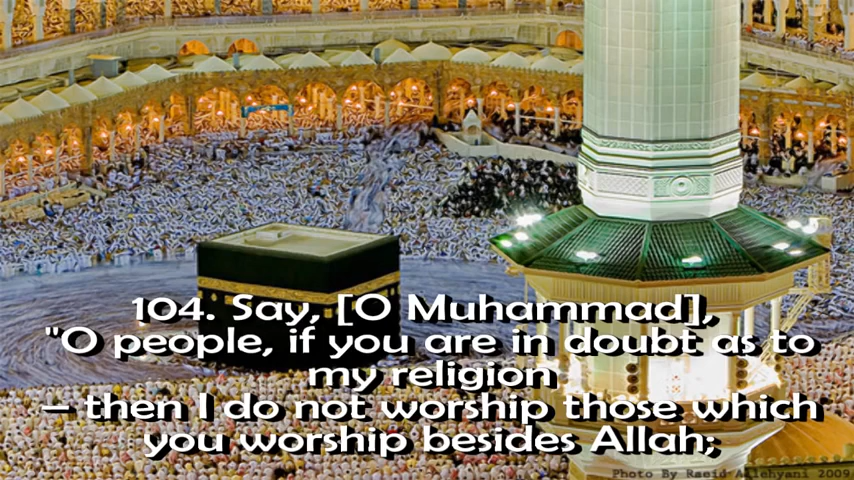 104. Say, [O Muhammad],
"O people, if you are in doubt as to
my religion
– then I do not worship those which
you worship besides Allah;
Photo By Raeid Allehyani 2009